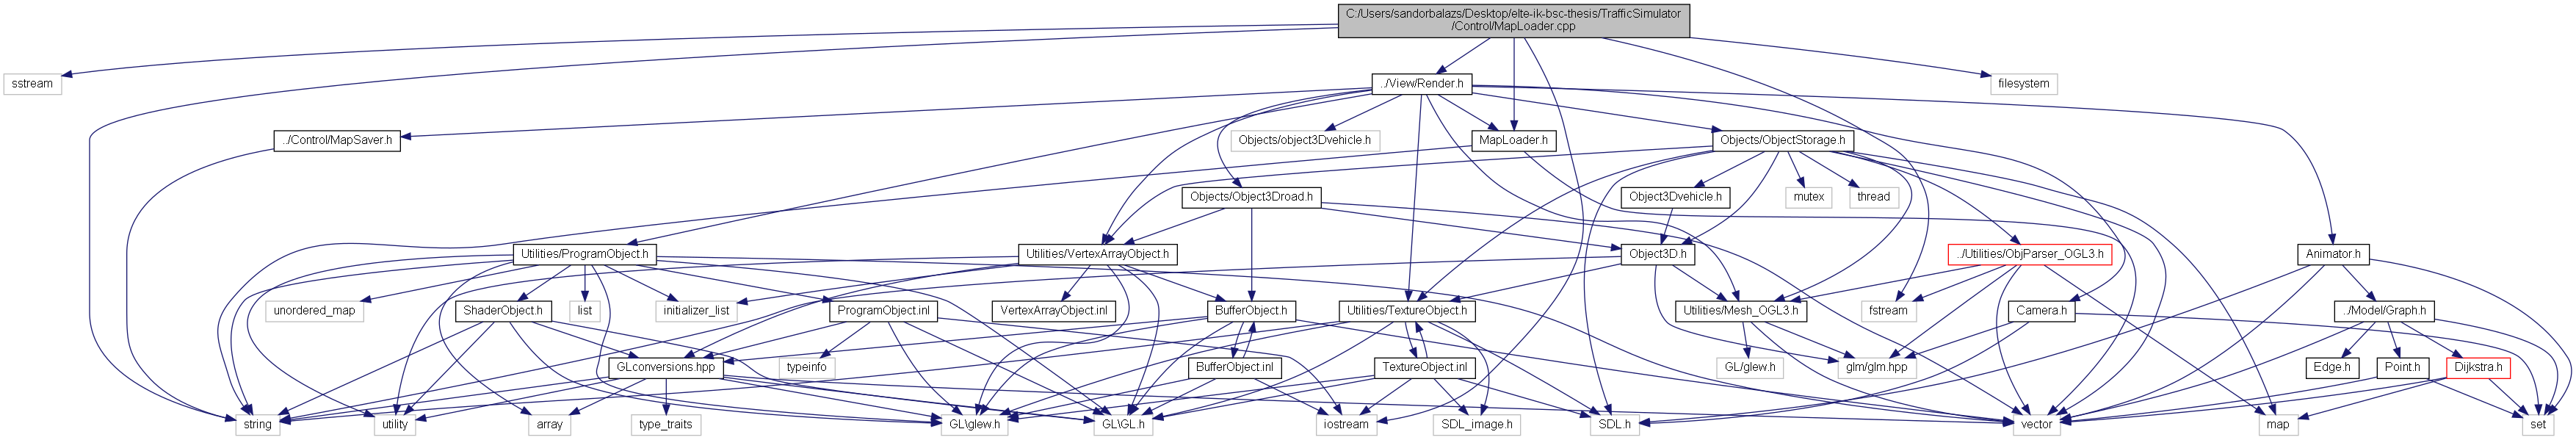 C:/Users/sandorbalazs/Desktop/elte-ik-bsc-thesis/TrafficSimulator
/Control/MapLoader.cpp
sstream
../View/Render.h
filesystem
../Control/MapSaver.h
Objects/object3Dvehicle.h
MapLoader.h
Objects/ObjectStorage.h
Objects/Object3Droad.h
Object3Dvehicle.h
mutex
thread
Utilities/ProgramObject.h
Utilities/VertexArrayObject.h
Object3D.h
../Utilities/ObjParser_OGL3.h
Animator.h
unordered_map
ShaderObject.h
list
initializer_list
ProgramObject.inl
VertexArrayObject.inl
BufferObject.h
Utilities/TextureObject.h
Utilities/Mesh_OGL3.h
fstream
Camera.h
../Model/Graph.h
GLconversions.hpp
typeinfo
BufferObject.inl
TextureObject.inl
GL/glew.h
glm/glm.hpp
Edge.h
Point.h
Dijkstra.h
string
utility
array
type_traits
GL\glew.h
GL\GL.h
iostream
SDL_image.h
SDL.h
vector
map
set